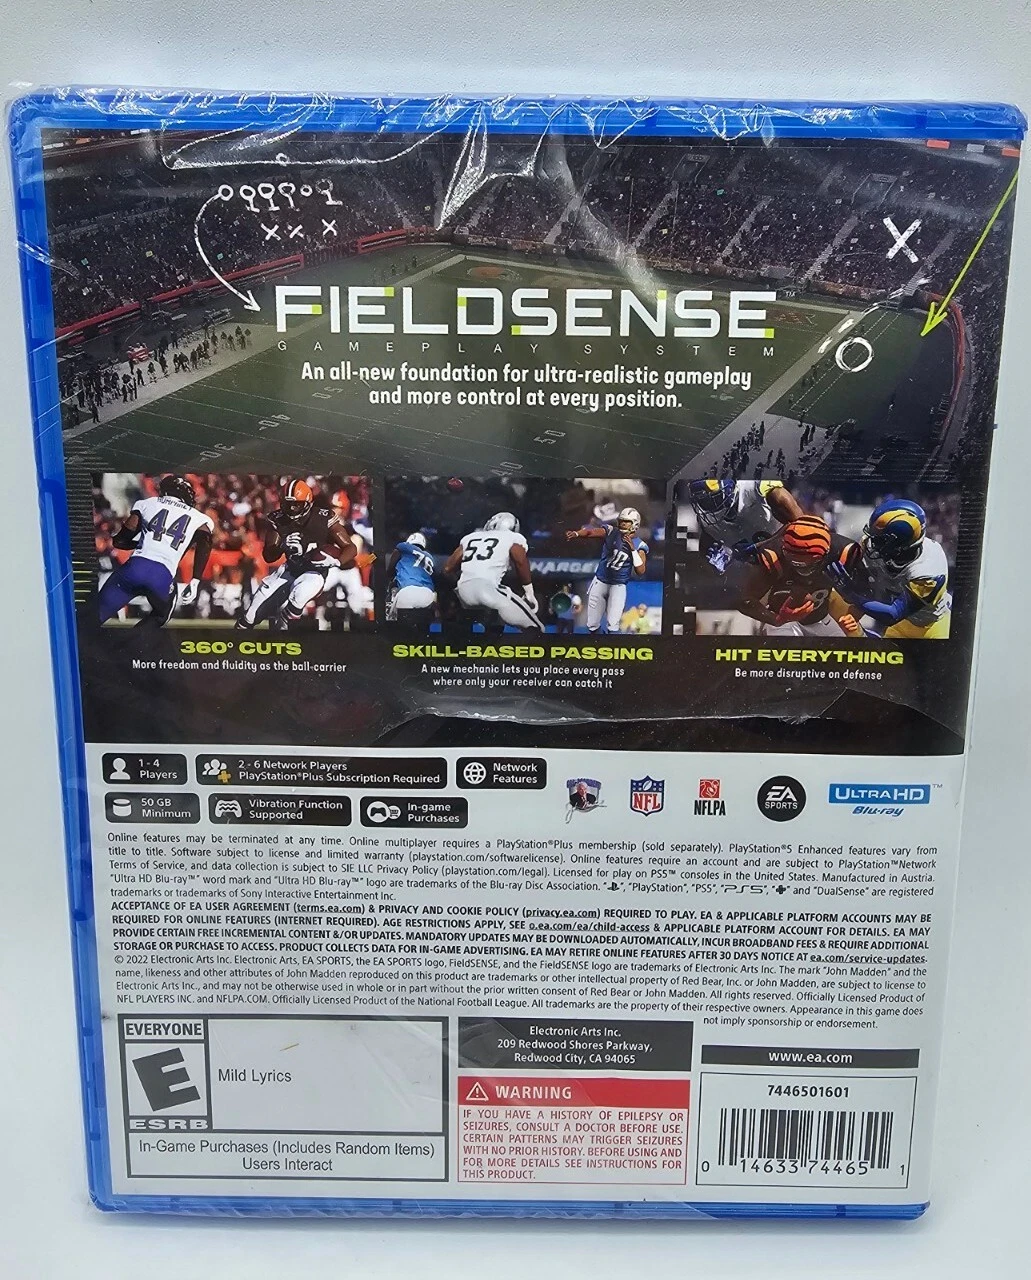 FIELDSENSE™
GAMEPLAY SYSTEM
An all-new foundation for ultra-realistic gameplay
and more control at every position.
44
53
76
10
360° CUTS
More freedom and fluidity as the ball-carrier
SKILL-BASED PASSING
A new mechanic lets you place every pass
where only your receiver can catch it
HIT EVERYTHING
Be more disruptive on defense
1 - 4
Players
2 - 6 Network Players
PlayStation®Plus Subscription Required
Network
Features
50 GB
Minimum
Vibration Function
Supported
In-game
Purchases
NFL
NFLPA
EA
SPORTS
ULTRA HD™
Blu-ray
Online features may be terminated at any time. Online multiplayer requires a PlayStation®Plus membership (sold separately). PlayStation®5 Enhanced features vary from
title to title. Software subject to license and limited warranty (playstation.com/softwarelicense). Online features require an account and are subject to PlayStation™Network
Terms of Service, and data collection is subject to SIE LLC Privacy Policy (playstation.com/legal). Licensed for play on PS5™ consoles in the United States. Manufactured in Austria.
"Ultra HD Blu-ray™" word mark and "Ultra HD Blu-ray™" logo are trademarks of the Blu-ray Disc Association. "PS", "PlayStation", "PS5", "PS5", "+" and "DualSense" are registered
trademarks or trademarks of Sony Interactive Entertainment Inc.
ACCEPTANCE OF EA USER AGREEMENT (terms.ea.com) & PRIVACY AND COOKIE POLICY (privacy.ea.com) REQUIRED TO PLAY. EA & APPLICABLE PLATFORM ACCOUNTS MAY BE
REQUIRED FOR ONLINE FEATURES (INTERNET REQUIRED). AGE RESTRICTIONS APPLY, SEE o.ea.com/ea/child-access & APPLICABLE PLATFORM ACCOUNT FOR DETAILS. EA MAY
PROVIDE CERTAIN FREE INCREMENTAL CONTENT &/OR UPDATES. MANDATORY UPDATES MAY BE DOWNLOADED AUTOMATICALLY, INCUR BROADBAND FEES & REQUIRE ADDITIONAL
STORAGE OR PURCHASE TO ACCESS. PRODUCT COLLECTS DATA FOR IN-GAME ADVERTISING. EA MAY RETIRE ONLINE FEATURES AFTER 30 DAYS NOTICE AT ea.com/service-updates.
© 2022 Electronic Arts Inc. Electronic Arts, EA SPORTS, the EA SPORTS logo, FieldSENSE, and the FieldSENSE logo are trademarks of Electronic Arts Inc. The mark "John Madden" and the
name, likeness and other attributes of John Madden reproduced on this product are trademarks or other intellectual property of Red Bear, Inc. or John Madden, are subject to license to
Electronic Arts Inc., and may not be otherwise used in whole or in part without the prior written consent of Red Bear or John Madden. All rights reserved. Officially Licensed Product of
NFL PLAYERS INC. and NFLPA.COM. Officially Licensed Product of the National Football League. All trademarks are the property of their respective owners. Appearance in this game does
not imply sponsorship or endorsement.
EVERYONE
E
ESRB
Mild Lyrics
In-Game Purchases (Includes Random Items)
Users Interact
Electronic Arts Inc.
209 Redwood Shores Parkway,
Redwood City, CA 94065
WARNING
IF YOU HAVE A HISTORY OF EPILEPSY OR
SEIZURES, CONSULT A DOCTOR BEFORE USE.
CERTAIN PATTERNS MAY TRIGGER SEIZURES
WITH NO PRIOR HISTORY. BEFORE USING AND
FOR MORE DETAILS SEE INSTRUCTIONS FOR
THIS PRODUCT.
www.ea.com
7446501601
0 14633 74465 1